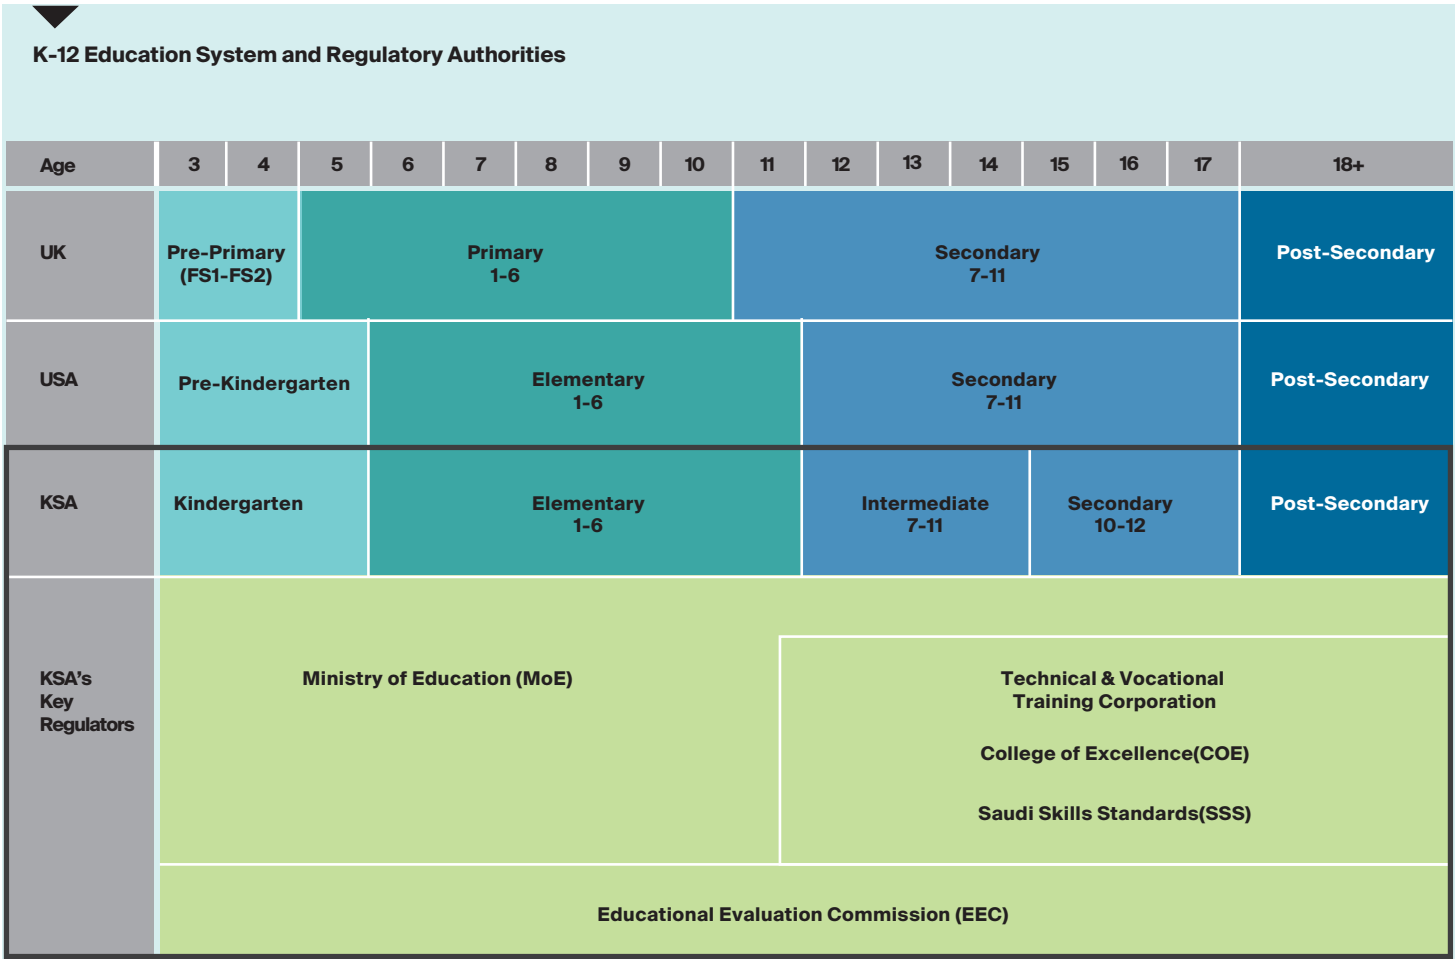 K-12 Education System and Regulatory Authorities
Age 3 4 5 6 7 8 9 10 11 12 13 14 15 16 17 18+
UK
Pre-Primary
(FS1-FS2)
Primary
1-6
Secondary
7-11
Post-Secondary
USA
Pre-Kindergarten
Elementary
1-6
Secondary
7-11
Post-Secondary
KSA
Kindergarten
Elementary
1-6
Intermediate
7-11
Secondary
10-12
Post-Secondary
KSA's
Key
Regulators
Ministry of Education (MoE)
Technical & Vocational
Training Corporation
College of Excellence(COE)
Saudi Skills Standards(SSS)
Educational Evaluation Commission (EEC)